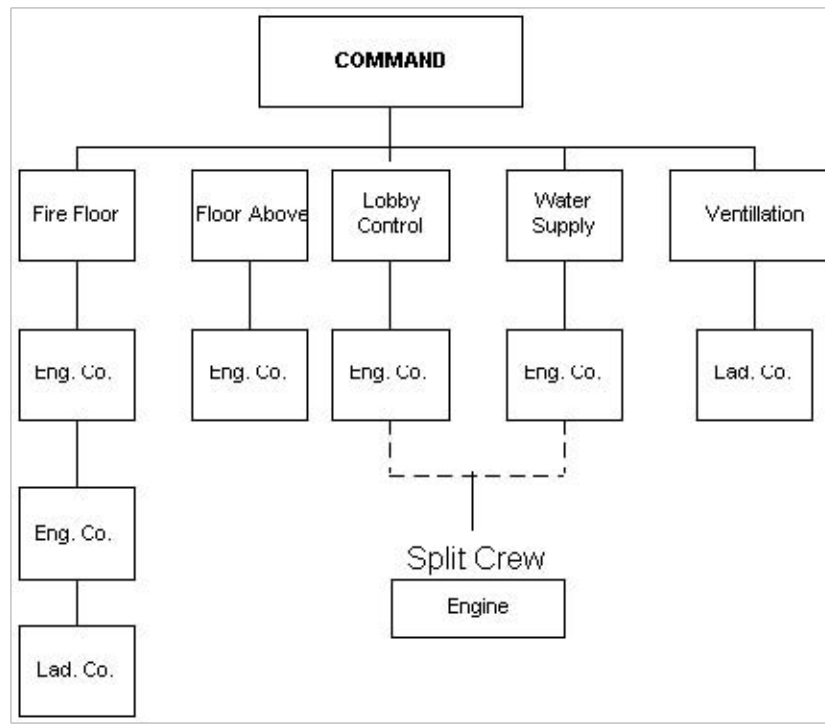 COMMAND
Fire Floor
Floor Above
Lobby
Control
Water
Supply
Ventillation
Eng. Co.
Eng. Co.
Eng. Co.
Eng. Co.
Lad. Co.
Eng. Co.
Split Crew
Engine
Lad. Co.